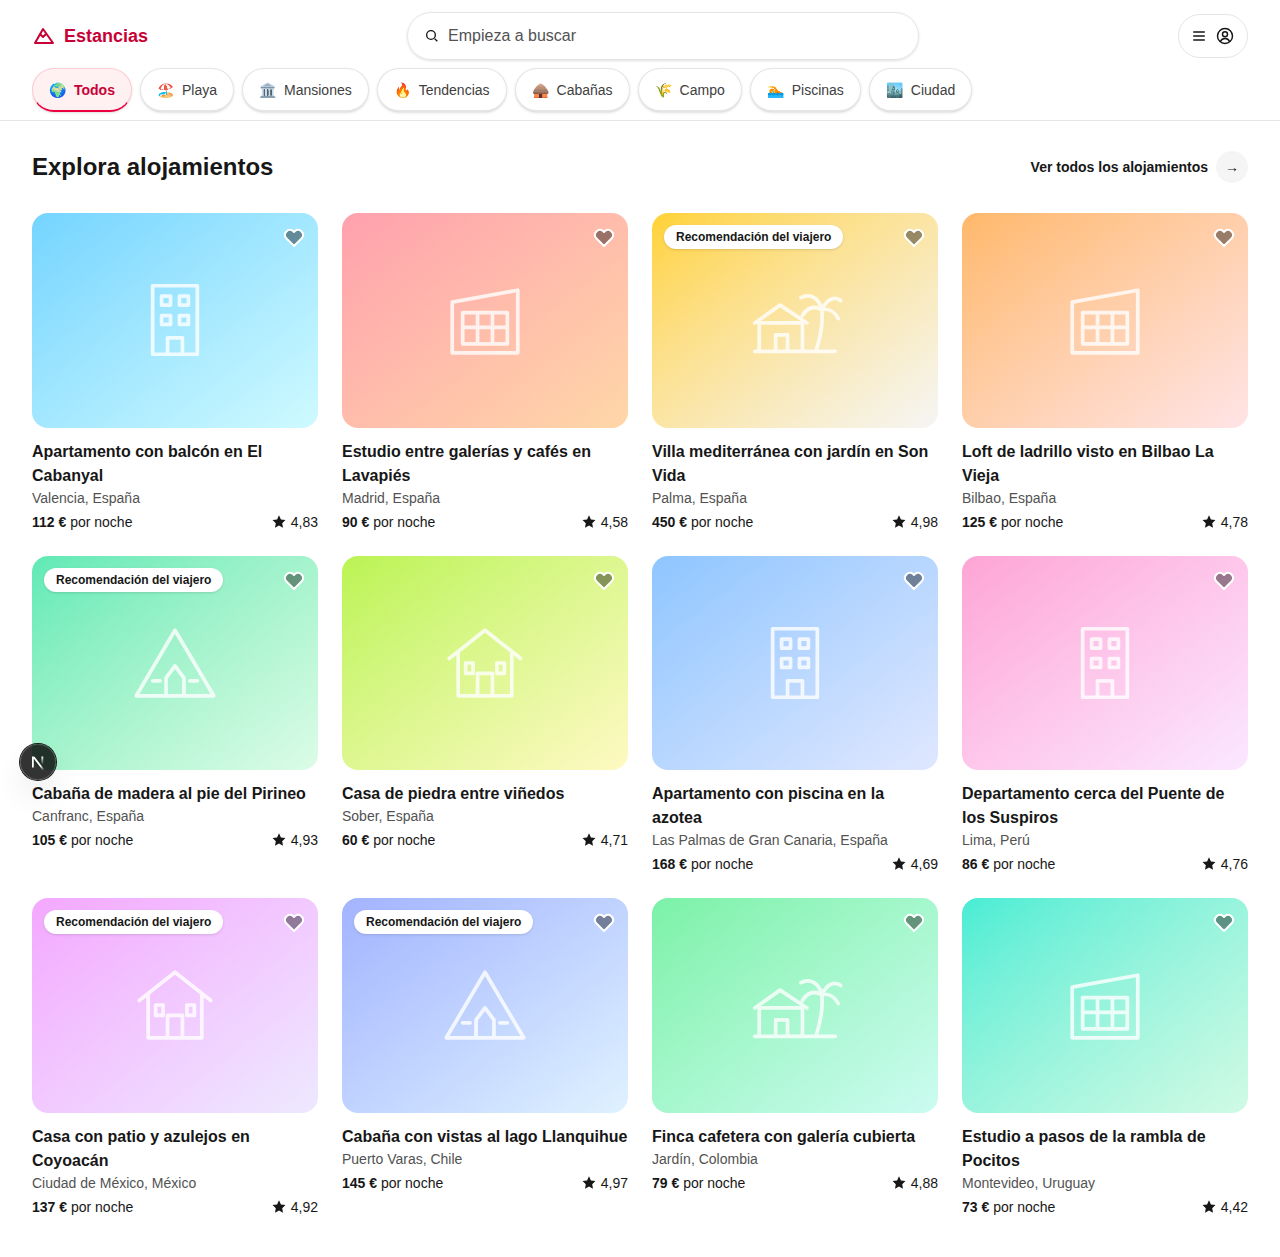 Estancias
Empieza a buscar
Todos
Playa
Mansiones
Tendencias
Cabañas
Campo
Piscinas
Ciudad
Explora alojamientos
Ver todos los alojamientos →
Apartamento con balcón en El
Cabanyal
Valencia, España
112 € por noche
4,83
Estudio entre galerías y cafés en
Lavapiés
Madrid, España
90 € por noche
4,58
Recomendación del viajero
Villa mediterránea con jardín en Son
Vida
Palma, España
450 € por noche
4,98
Loft de ladrillo visto en Bilbao La
Vieja
Bilbao, España
125 € por noche
4,78
Recomendación del viajero
Cabaña de madera al pie del Pirineo
Canfranc, España
105 € por noche
4,93
Casa de piedra entre viñedos
Sober, España
60 € por noche
4,71
Apartamento con piscina en la
azotea
Las Palmas de Gran Canaria, España
168 € por noche
4,69
Departamento cerca del Puente de
los Suspiros
Lima, Perú
86 € por noche
4,76
Recomendación del viajero
Casa con patio y azulejos en
Coyoacán
Ciudad de México, México
137 € por noche
4,92
Recomendación del viajero
Cabaña con vistas al lago Llanquihue
Puerto Varas, Chile
145 € por noche
4,97
Finca cafetera con galería cubierta
Jardín, Colombia
79 € por noche
4,88
Estudio a pasos de la rambla de
Pocitos
Montevideo, Uruguay
73 € por noche
4,42
N